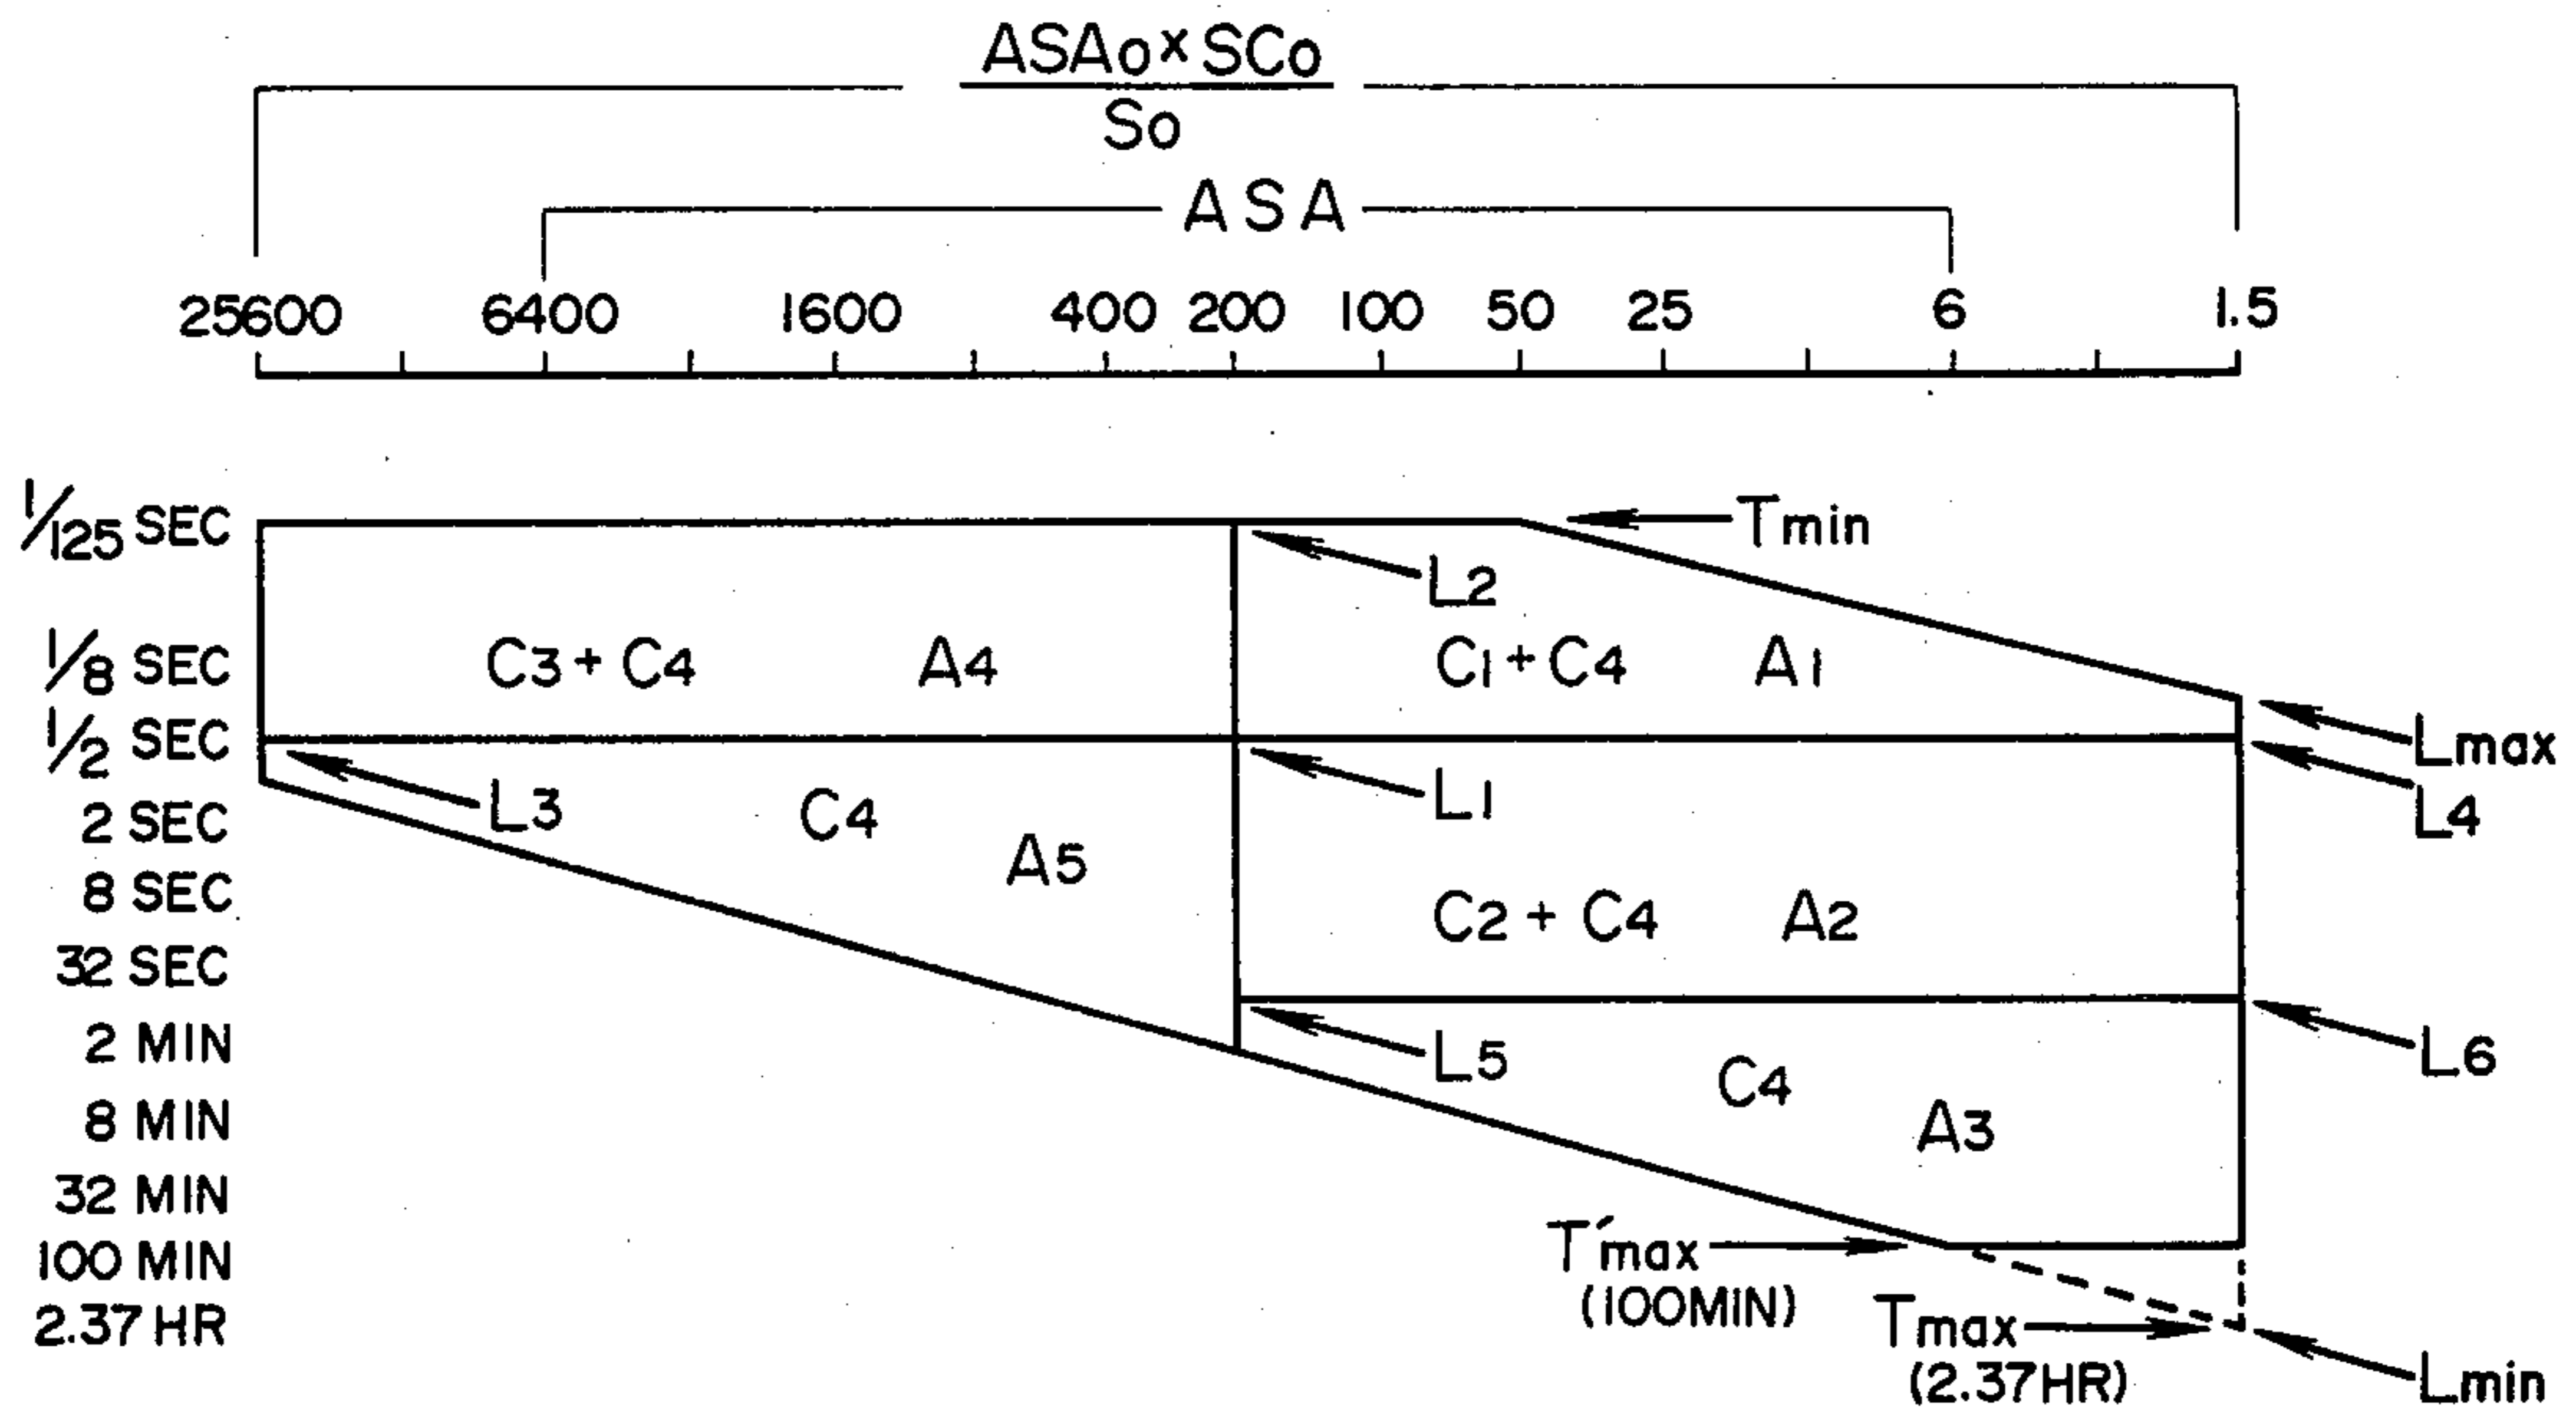 ASAo x SCo
So
ASA
25600 6400 1600 400 200 100 50 25 6 1.5
1/125 SEC
Tmin
L2
1/8 SEC
C3 + C4 A4 C1 + C4 A1
1/2 SEC
Lmax
L3 L1 L4
2 SEC
C4
A5
8 SEC
C2 + C4 A2
32 SEC
2 MIN
L5 L6
C4
8 MIN
A3
32 MIN
T'max
(100MIN)
100 MIN
2.37 HR
Tmax
(2.37HR)
Lmin